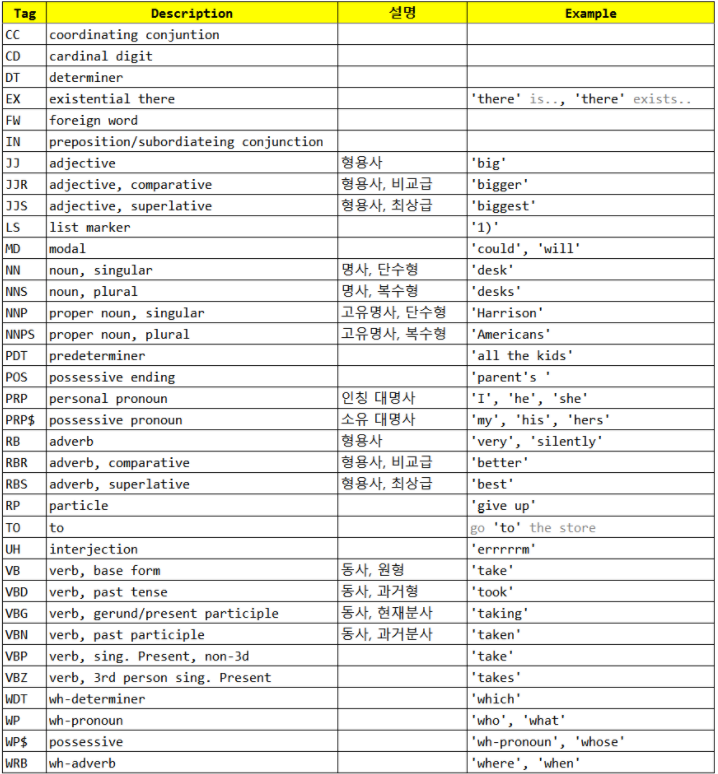 Tag Description 설명 Example
CC coordinating conjuntion
CD cardinal digit
DT determiner
EX existential there 'there' is.., 'there' exists..
FW foreign word
IN preposition/subordiateing conjunction
JJ adjective 형용사 'big'
JJR adjective, comparative 형용사, 비교급 'bigger'
JJS adjective, superlative 형용사, 최상급 'biggest'
LS list marker '1)'
MD modal 'could', 'will'
NN noun, singular 명사, 단수형 'desk'
NNS noun, plural 명사, 복수형 'desks'
NNP proper noun, singular 고유명사, 단수형 'Harrison'
NNPS proper noun, plural 고유명사, 복수형 'Americans'
PDT predeterminer 'all the kids'
POS possessive ending 'parent's '
PRP personal pronoun 인칭 대명사 'I', 'he', 'she'
PRP$ possessive pronoun 소유 대명사 'my', 'his', 'hers'
RB adverb 형용사 'very', 'silently'
RBR adverb, comparative 형용사, 비교급 'better'
RBS adverb, superlative 형용사, 최상급 'best'
RP particle 'give up'
TO to go 'to' the store
UH interjection 'errrrrm'
VB verb, base form 동사, 원형 'take'
VBD verb, past tense 동사, 과거형 'took'
VBG verb, gerund/present participle 동사, 현재분사 'taking'
VBN verb, past participle 동사, 과거분사 'taken'
VBP verb, sing. Present, non-3d 'take'
VBZ verb, 3rd person sing. Present 'takes'
WDT wh-determiner 'which'
WP wh-pronoun 'who', 'what'
WP$ possessive 'wh-pronoun', 'whose'
WRB wh-adverb 'where', 'when'